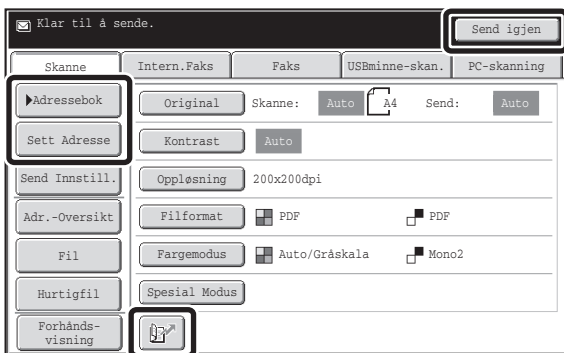 Klar til å sende.
Send igjen
Skanne Intern.Faks Faks USBminne-skan. PC-skanning
Adressebok Original Skanne: Auto A4 Send: Auto
Sett Adresse Kontrast Auto
Send Innstill. Oppløsning 200x200dpi
Adr.-Oversikt Filformat PDF PDF
Fil Fargemodus Auto/Gråskala Mono2
Hurtigfil Spesial Modus
Forhånds-
visning